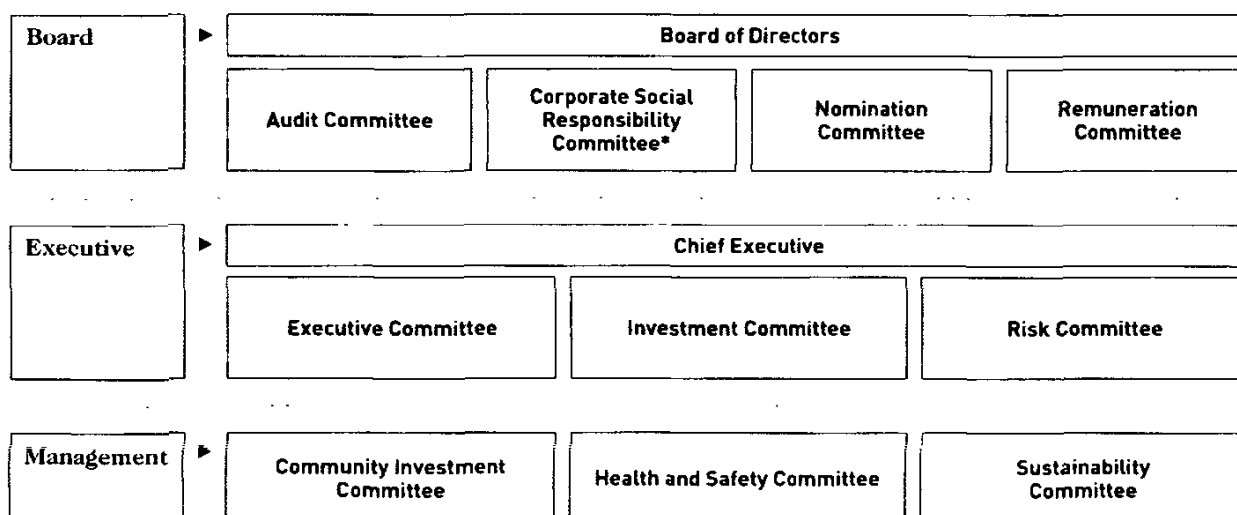 Board
Board of Directors
Audit Committee
Corporate Social
Responsibility
Committee*
Nomination
Committee
Remuneration
Committee
Executive
Chief Executive
Executive Committee
Investment Committee
Risk Committee
Management
Community Investment
Committee
Health and Safety Committee
Sustainability
Committee